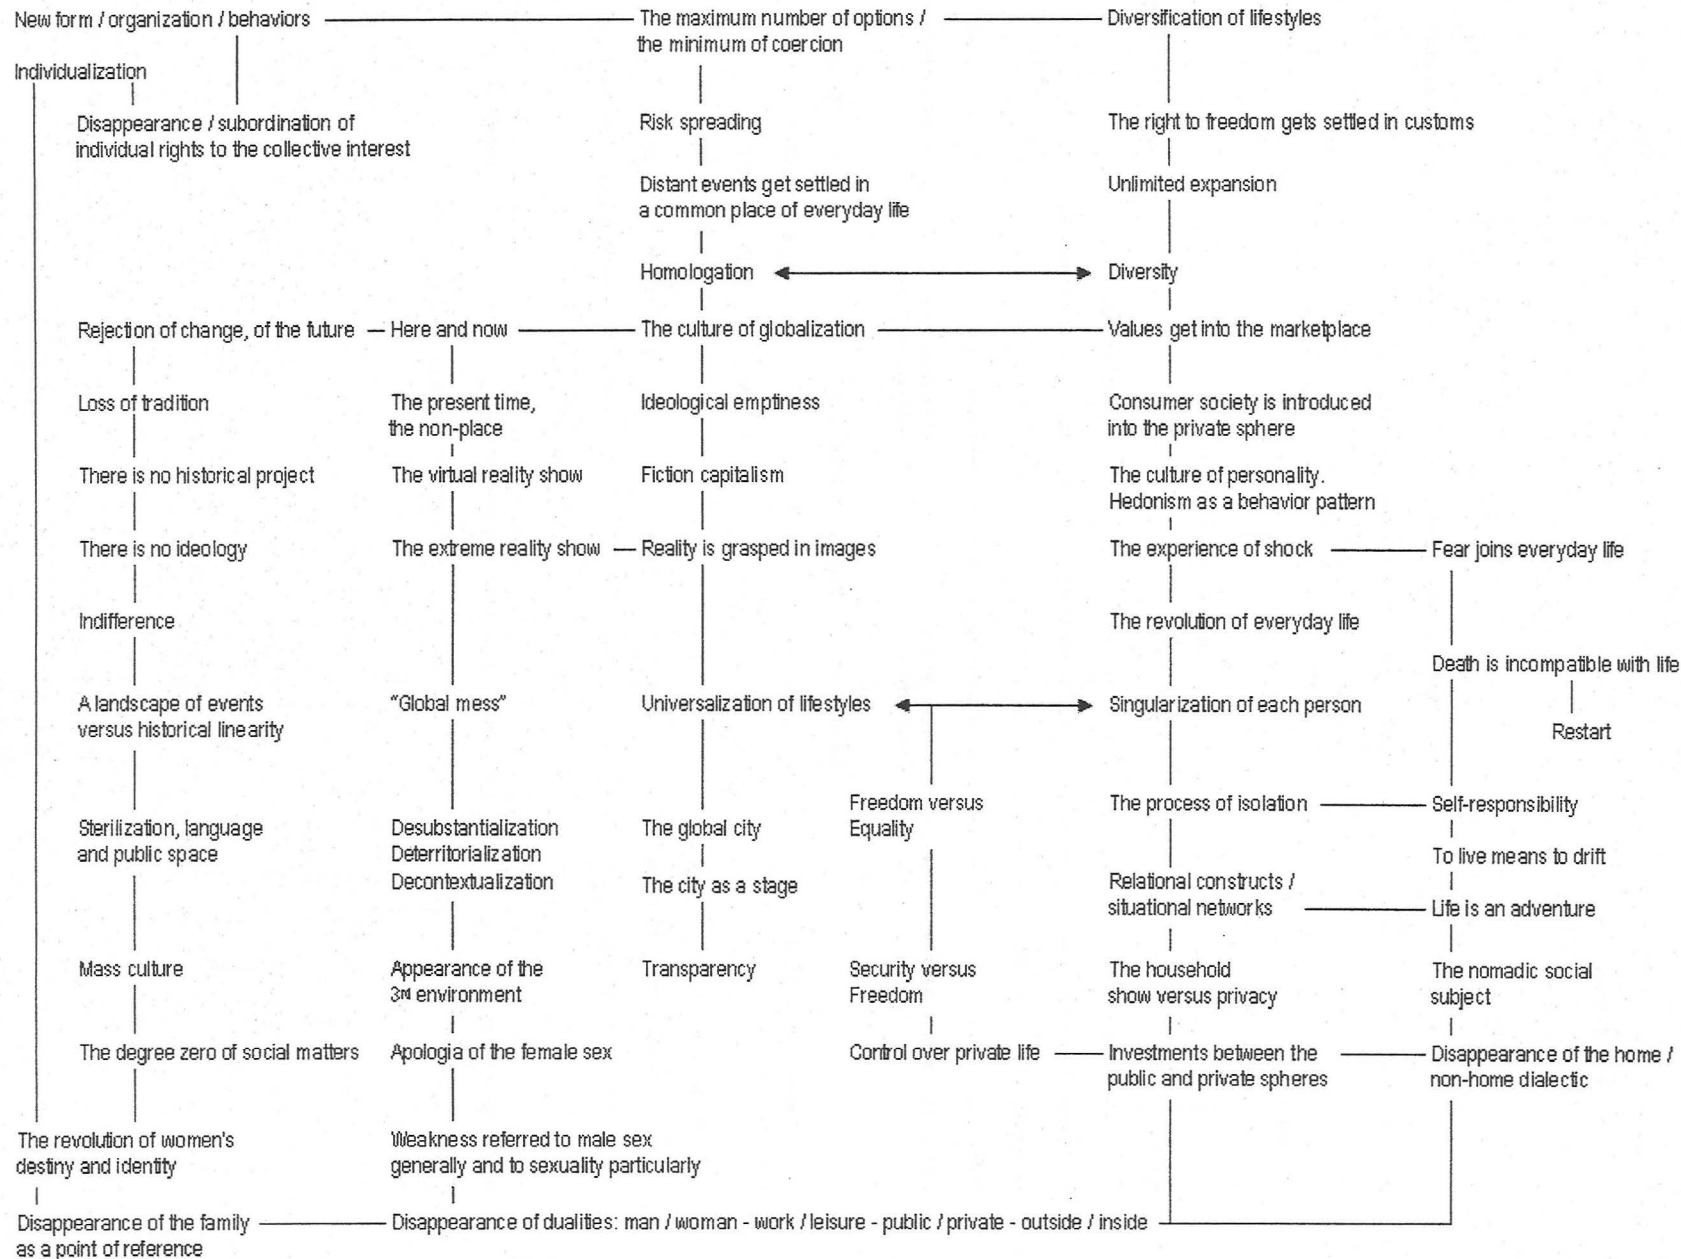 New form / organization / behaviors
The maximum number of options /
the minimum of coercion
Diversification of lifestyles
Individualization
Disappearance / subordination of
individual rights to the collective interest
Risk spreading
The right to freedom gets settled in customs
Distant events get settled in
a common place of everyday life
Unlimited expansion
Homologation
Diversity
Rejection of change, of the future
Here and now
The culture of globalization
Values get into the marketplace
Loss of tradition
The present time,
the non-place
Ideological emptiness
Consumer society is introduced
into the private sphere
There is no historical project
The virtual reality show
Fiction capitalism
The culture of personality.
Hedonism as a behavior pattern
There is no ideology
The extreme reality show
Reality is grasped in images
The experience of shock
Fear joins everyday life
Indifference
The revolution of everyday life
Death is incompatible with life
A landscape of events
versus historical linearity
“Global mess”
Universalization of lifestyles
Singularization of each person
Restart
Freedom versus
Equality
The process of isolation
Self-responsibility
Sterilization, language
and public space
Desubstantialization
Deterritorialization
Decontextualization
The global city
The city as a stage
To live means to drift
Relational constructs /
situational networks
Life is an adventure
Mass culture
Appearance of the
3rd environment
Transparency
Security versus
Freedom
The household
show versus privacy
The nomadic social
subject
The degree zero of social matters
Apologia of the female sex
Control over private life
Investments between the
public and private spheres
Disappearance of the home /
non-home dialectic
The revolution of women's
destiny and identity
Weakness referred to male sex
generally and to sexuality particularly
Disappearance of the family
as a point of reference
Disappearance of dualities: man / woman - work / leisure - public / private - outside / inside